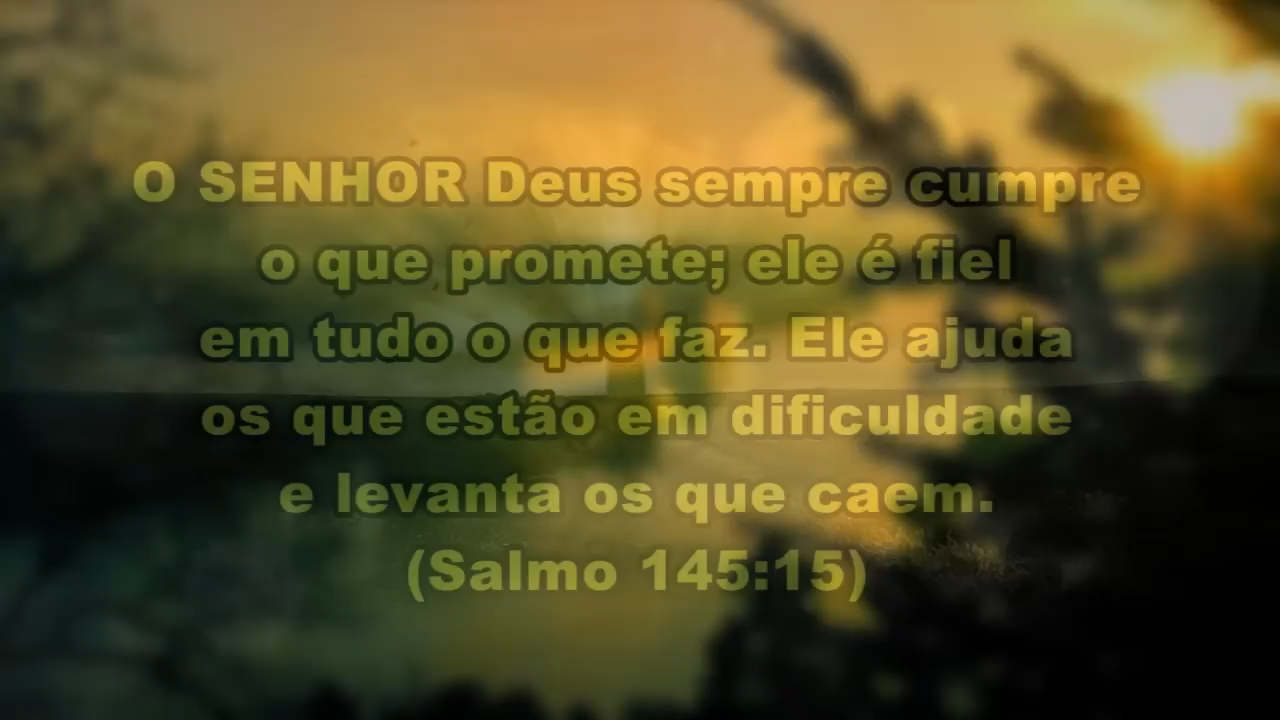 O SENHOR Deus sempre cumpre
o que promete; ele é fiel
em tudo o que faz. Ele ajuda
os que estão em dificuldade
e levanta os que caem.
(Salmo 145:15)